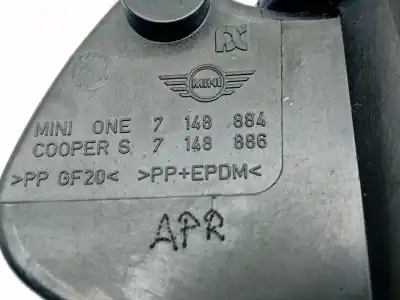 MINI
MINI ONE 7 148 884
COOPER S 7 148 886
>PP GF20< >PP+EPDM<
APR